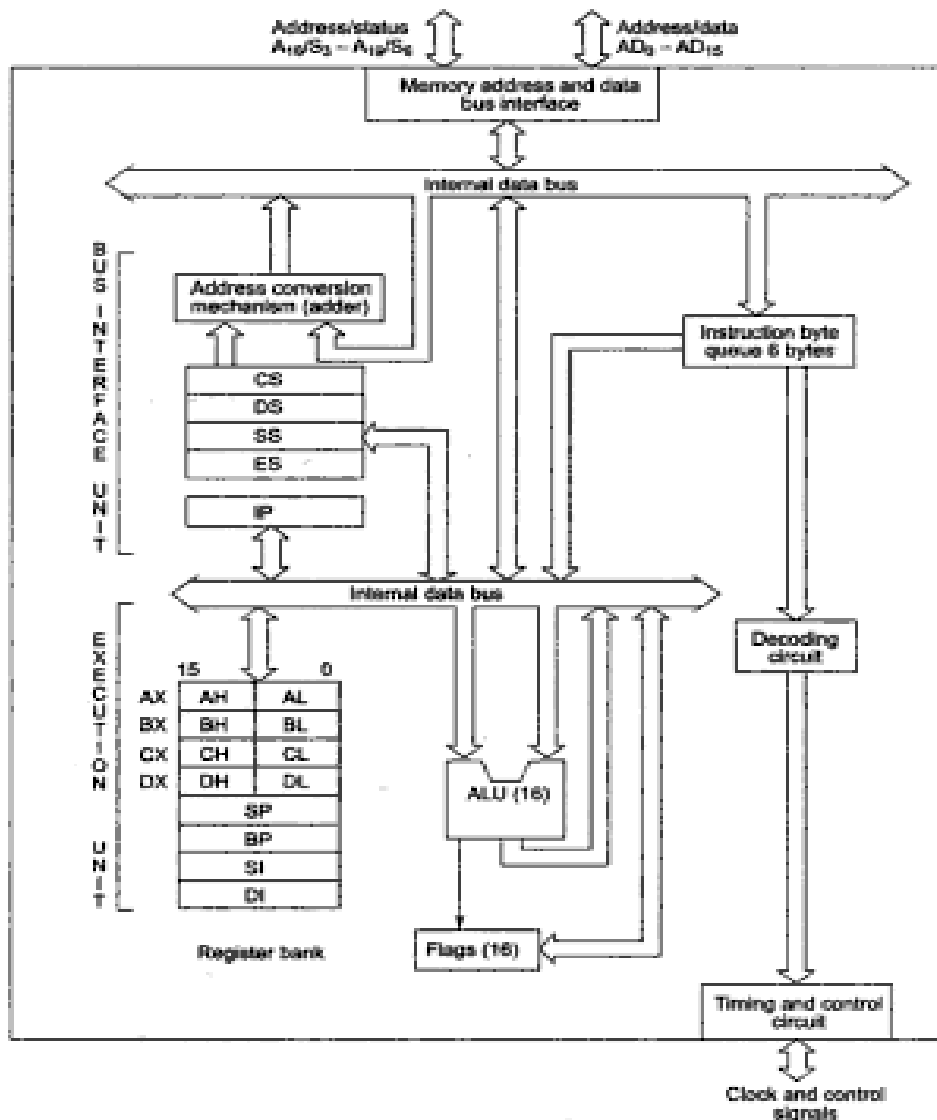 Address/status
A16/S3 – A19/S6
Address/data
AD0 – AD15
Memory address and data
bus interface
Internal data bus
BUS INTERFACE UNIT
Address conversion
mechanism (adder)
Instruction byte
queue 6 bytes
CS
DS
SS
ES
IP
Internal data bus
EXECUTION UNIT
Decoding
circuit
15 0
AX AH AL
BX BH BL
CX CH CL
DX DH DL
SP
BP
SI
DI
ALU (16)
Register bank
Flags (16)
Timing and control
circuit
Clock and control
signals